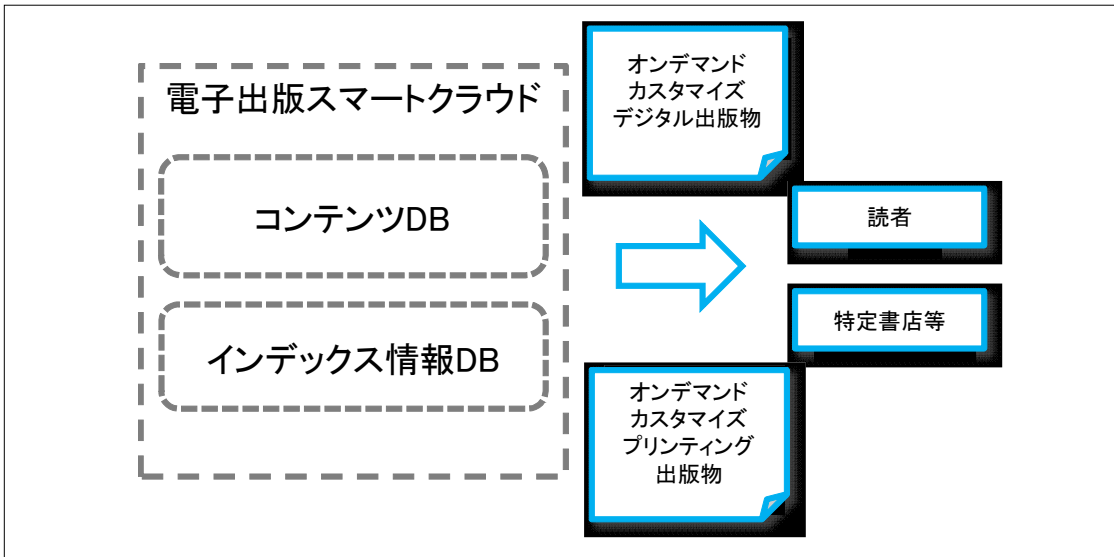 電子出版スマートクラウド
コンテンツDB
インデックス情報DB
オンデマンド
カスタマイズ
デジタル出版物
読者
特定書店等
オンデマンド
カスタマイズ
プリンティング
出版物